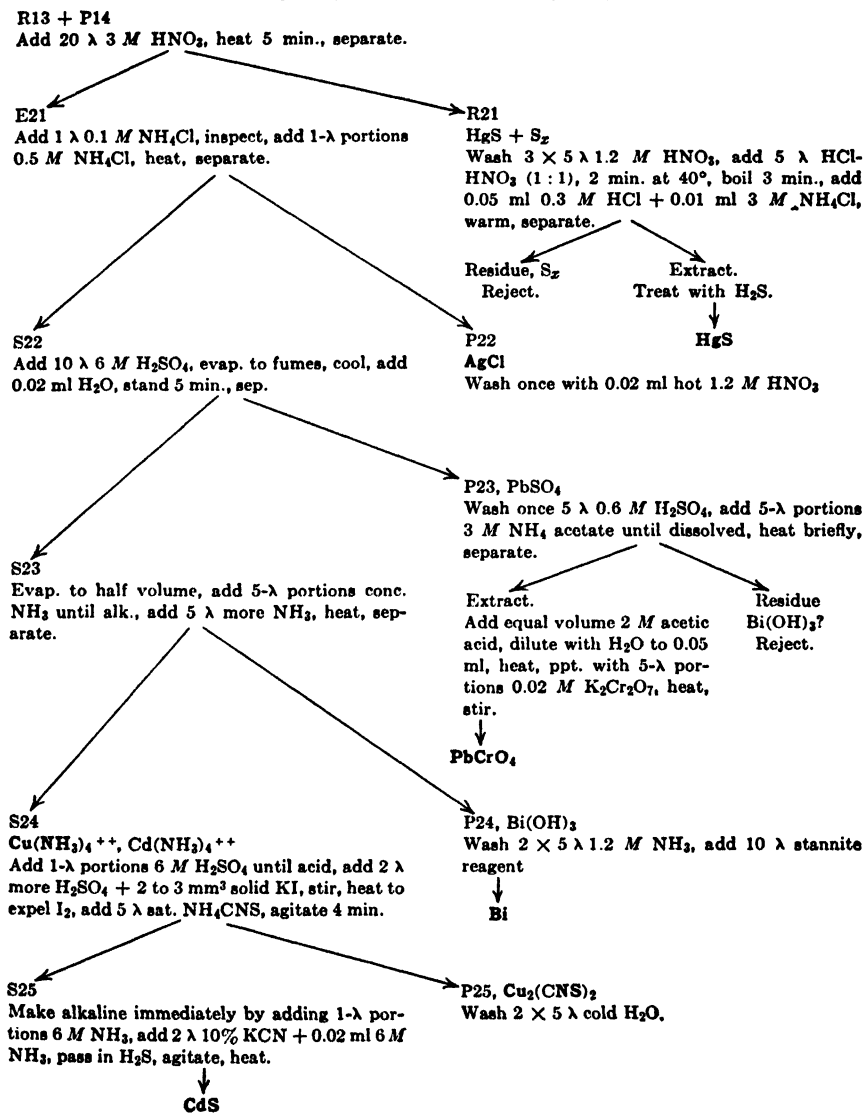 R13 + P14
Add 20 λ 3 M HNO₃, heat 5 min., separate.
E21
Add 1 λ 0.1 M NH₄Cl, inspect, add 1-λ portions
0.5 M NH₄Cl, heat, separate.
R21
HgS + Sₓ
Wash 3 × 5 λ 1.2 M HNO₃, add 5 λ HCl-
HNO₃ (1 : 1), 2 min. at 40°, boil 3 min., add
0.05 ml 0.3 M HCl + 0.01 ml 3 M NH₄Cl,
warm, separate.
Residue, Sₓ
Reject.
Extract.
Treat with H₂S.
HgS
S22
Add 10 λ 6 M H₂SO₄, evap. to fumes, cool, add
0.02 ml H₂O, stand 5 min., sep.
P22
AgCl
Wash once with 0.02 ml hot 1.2 M HNO₃
P23, PbSO₄
Wash once 5 λ 0.6 M H₂SO₄, add 5-λ portions
3 M NH₄ acetate until dissolved, heat briefly,
separate.
S23
Evap. to half volume, add 5-λ portions conc.
NH₃ until alk., add 5 λ more NH₃, heat, sep-
arate.
Extract.
Add equal volume 2 M acetic
acid, dilute with H₂O to 0.05
ml, heat, ppt. with 5-λ por-
tions 0.02 M K₂Cr₂O₇, heat,
stir.
Residue
Bi(OH)₃?
Reject.
PbCrO₄
S24
Cu(NH₃)₄⁺⁺, Cd(NH₃)₄⁺⁺
Add 1-λ portions 6 M H₂SO₄ until acid, add 2 λ
more H₂SO₄ + 2 to 3 mm³ solid KI, stir, heat to
expel I₂, add 5 λ sat. NH₄CNS, agitate 4 min.
P24, Bi(OH)₃
Wash 2 × 5 λ 1.2 M NH₃, add 10 λ stannite
reagent
Bi
S25
Make alkaline immediately by adding 1-λ por-
tions 6 M NH₃, add 2 λ 10% KCN + 0.02 ml 6 M
NH₃, pass in H₂S, agitate, heat.
P25, Cu₂(CNS)₂
Wash 2 × 5 λ cold H₂O.
CdS